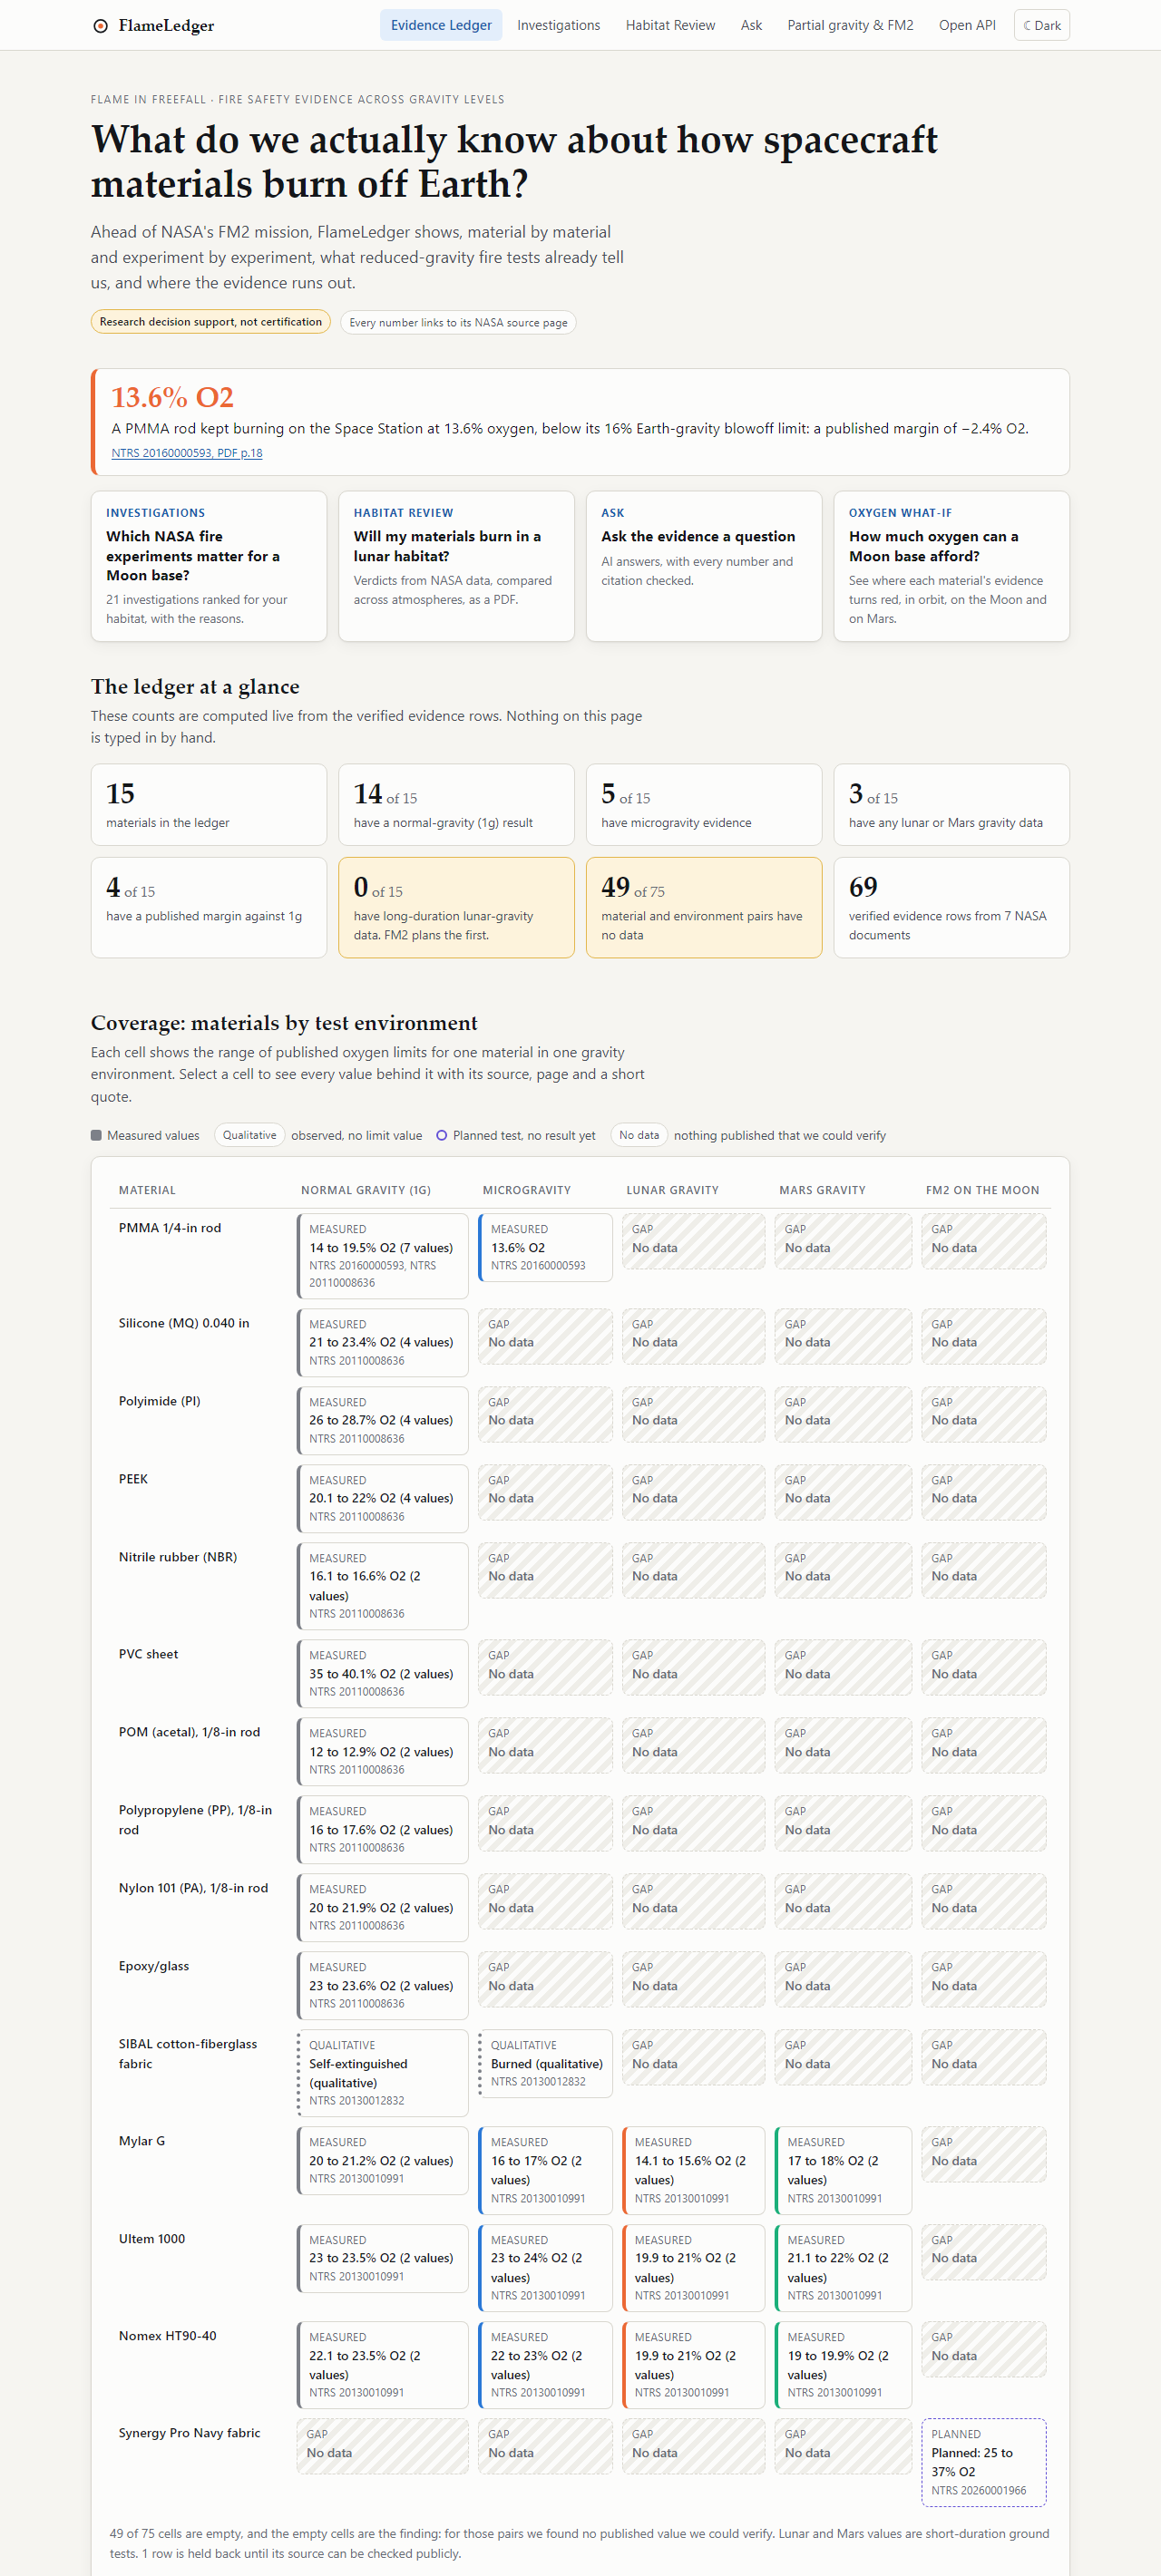 FlameLedger
Evidence Ledger
Investigations
Habitat Review
Ask
Partial gravity & FM2
Open API
☾ Dark
FLAME IN FREEFALL · FIRE SAFETY EVIDENCE ACROSS GRAVITY LEVELS
What do we actually know about how spacecraft
materials burn off Earth?
Ahead of NASA's FM2 mission, FlameLedger shows, material by material
and experiment by experiment, what reduced-gravity fire tests already tell
us, and where the evidence runs out.
Research decision support, not certification
Every number links to its NASA source page
13.6% O2
A PMMA rod kept burning on the Space Station at 13.6% oxygen, below its 16% Earth-gravity blowoff limit: a published margin of −2.4% O2.
NTRS 20160000593, PDF p.18
INVESTIGATIONS
Which NASA fire
experiments matter for a
Moon base?
21 investigations ranked for your
habitat, with the reasons.
HABITAT REVIEW
Will my materials burn in a
lunar habitat?
Verdicts from NASA data, compared
across atmospheres, as a PDF.
ASK
Ask the evidence a question
AI answers, with every number and
citation checked.
OXYGEN WHAT-IF
How much oxygen can a
Moon base afford?
See where each material's evidence
turns red, in orbit, on the Moon and
on Mars.
The ledger at a glance
These counts are computed live from the verified evidence rows. Nothing on this page
is typed in by hand.
15
materials in the ledger
14 of 15
have a normal-gravity (1g) result
5 of 15
have microgravity evidence
3 of 15
have any lunar or Mars gravity data
4 of 15
have a published margin against 1g
0 of 15
have long-duration lunar-gravity
data. FM2 plans the first.
49 of 75
material and environment pairs have
no data
69
verified evidence rows from 7 NASA
documents
Coverage: materials by test environment
Each cell shows the range of published oxygen limits for one material in one gravity
environment. Select a cell to see every value behind it with its source, page and a short
quote.
Measured values
Qualitative observed, no limit value
Planned test, no result yet
No data nothing published that we could verify
MATERIAL
NORMAL GRAVITY (1G)
MICROGRAVITY
LUNAR GRAVITY
MARS GRAVITY
FM2 ON THE MOON
PMMA 1/4-in rod
MEASURED
14 to 19.5% O2 (7 values)
NTRS 20160000593, NTRS
20110008636
MEASURED
13.6% O2
NTRS 20160000593
GAP
No data
GAP
No data
GAP
No data
Silicone (MQ) 0.040 in
MEASURED
21 to 23.4% O2 (4 values)
NTRS 20110008636
GAP
No data
GAP
No data
GAP
No data
GAP
No data
Polyimide (PI)
MEASURED
26 to 28.7% O2 (4 values)
NTRS 20110008636
GAP
No data
GAP
No data
GAP
No data
GAP
No data
PEEK
MEASURED
20.1 to 22% O2 (4 values)
NTRS 20110008636
GAP
No data
GAP
No data
GAP
No data
GAP
No data
Nitrile rubber (NBR)
MEASURED
16.1 to 16.6% O2 (2
values)
NTRS 20110008636
GAP
No data
GAP
No data
GAP
No data
GAP
No data
PVC sheet
MEASURED
35 to 40.1% O2 (2 values)
NTRS 20110008636
GAP
No data
GAP
No data
GAP
No data
GAP
No data
POM (acetal), 1/8-in rod
MEASURED
12 to 12.9% O2 (2 values)
NTRS 20110008636
GAP
No data
GAP
No data
GAP
No data
GAP
No data
Polypropylene (PP), 1/8-in
rod
MEASURED
16 to 17.6% O2 (2 values)
NTRS 20110008636
GAP
No data
GAP
No data
GAP
No data
GAP
No data
Nylon 101 (PA), 1/8-in rod
MEASURED
20 to 21.9% O2 (2 values)
NTRS 20110008636
GAP
No data
GAP
No data
GAP
No data
GAP
No data
Epoxy/glass
MEASURED
23 to 23.6% O2 (2 values)
NTRS 20110008636
GAP
No data
GAP
No data
GAP
No data
GAP
No data
SIBAL cotton-fiberglass
fabric
QUALITATIVE
Self-extinguished
(qualitative)
NTRS 20130012832
QUALITATIVE
Burned (qualitative)
NTRS 20130012832
GAP
No data
GAP
No data
GAP
No data
Mylar G
MEASURED
20 to 21.2% O2 (2 values)
NTRS 20130010991
MEASURED
16 to 17% O2 (2
values)
NTRS 20130010991
MEASURED
14.1 to 15.6% O2 (2
values)
NTRS 20130010991
MEASURED
17 to 18% O2 (2
values)
NTRS 20130010991
GAP
No data
Ultem 1000
MEASURED
23 to 23.5% O2 (2 values)
NTRS 20130010991
MEASURED
23 to 24% O2 (2
values)
NTRS 20130010991
MEASURED
19.9 to 21% O2 (2
values)
NTRS 20130010991
MEASURED
21.1 to 22% O2 (2
values)
NTRS 20130010991
GAP
No data
Nomex HT90-40
MEASURED
22.1 to 23.5% O2 (2
values)
NTRS 20130010991
MEASURED
22 to 23% O2 (2
values)
NTRS 20130010991
MEASURED
19.9 to 21% O2 (2
values)
NTRS 20130010991
MEASURED
19 to 19.9% O2 (2
values)
NTRS 20130010991
GAP
No data
Synergy Pro Navy fabric
GAP
No data
GAP
No data
GAP
No data
GAP
No data
PLANNED
Planned: 25 to
37% O2
NTRS 20260001966
49 of 75 cells are empty, and the empty cells are the finding: for those pairs we found no published value we could verify. Lunar and Mars values are short-duration ground
tests. 1 row is held back until its source can be checked publicly.